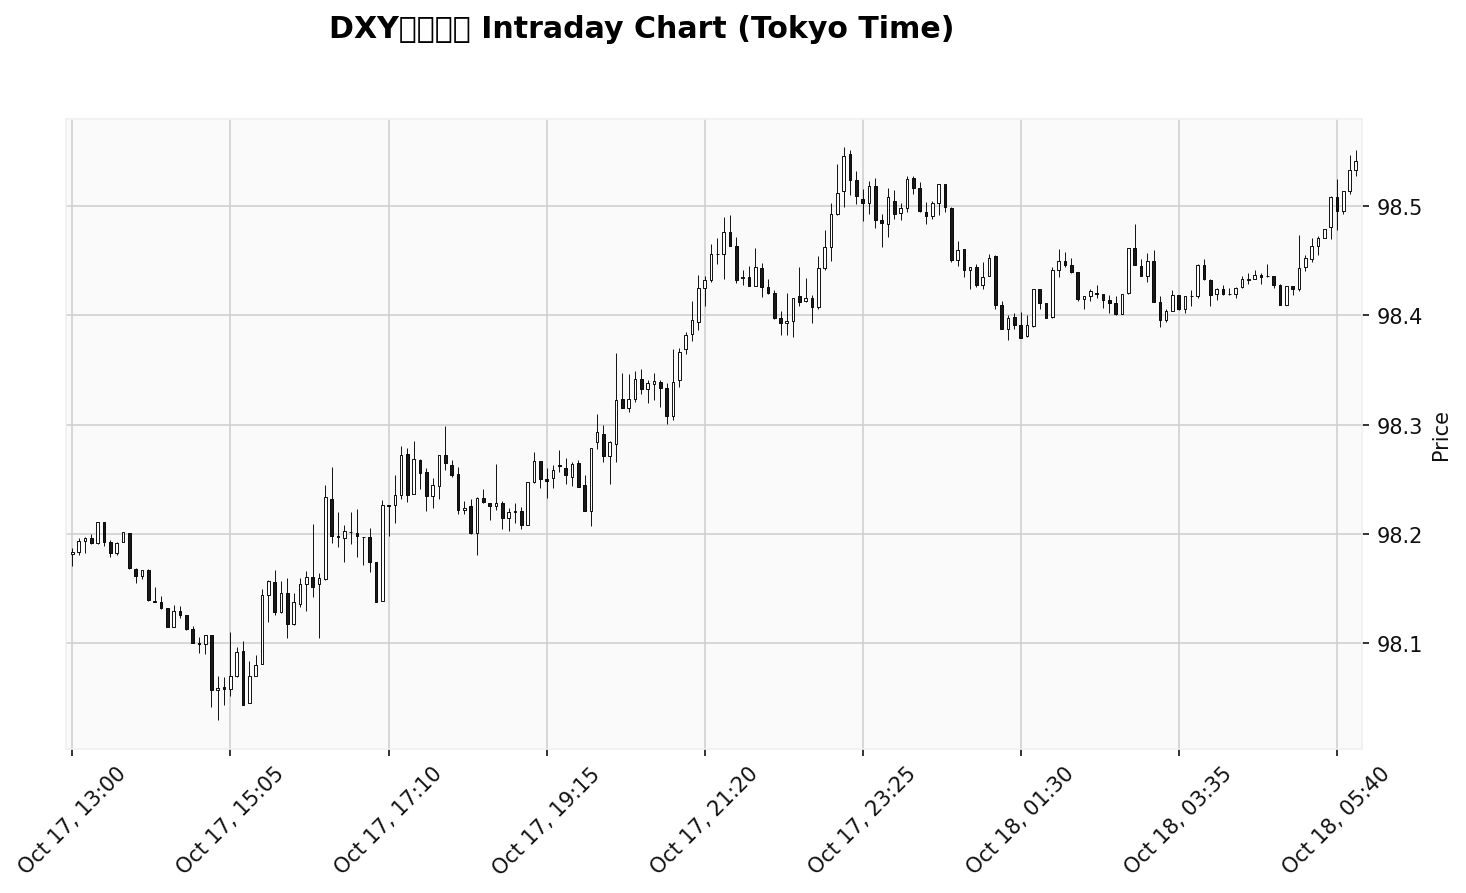 DXY Intraday Chart (Tokyo Time)
98.5
98.4
98.3
98.2
98.1
Price
Oct 17, 13:00
Oct 17, 15:05
Oct 17, 17:10
Oct 17, 19:15
Oct 17, 21:20
Oct 17, 23:25
Oct 18, 01:30
Oct 18, 03:35
Oct 18, 05:40